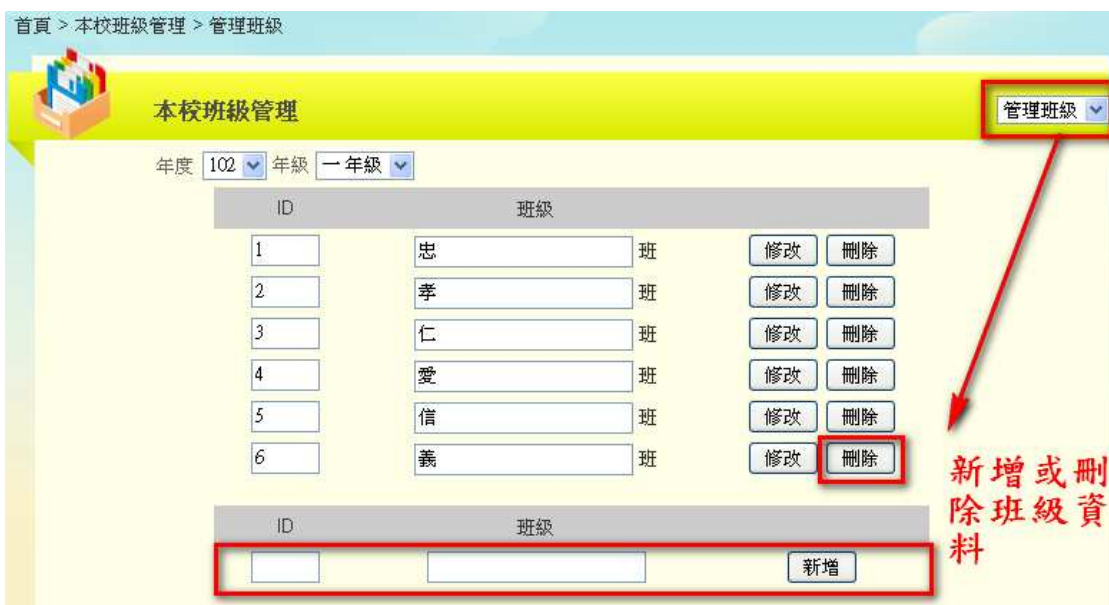 首頁 > 本校班級管理 > 管理班級
本校班級管理
管理班級
年度 102 年級 一年級
ID 班級
1 忠 班 修改 刪除
2 孝 班 修改 刪除
3 仁 班 修改 刪除
4 愛 班 修改 刪除
5 信 班 修改 刪除
6 義 班 修改 刪除
新增或刪
除班級資
料
ID 班級
新增